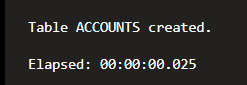 Table ACCOUNTS created.
Elapsed: 00:00:00.025